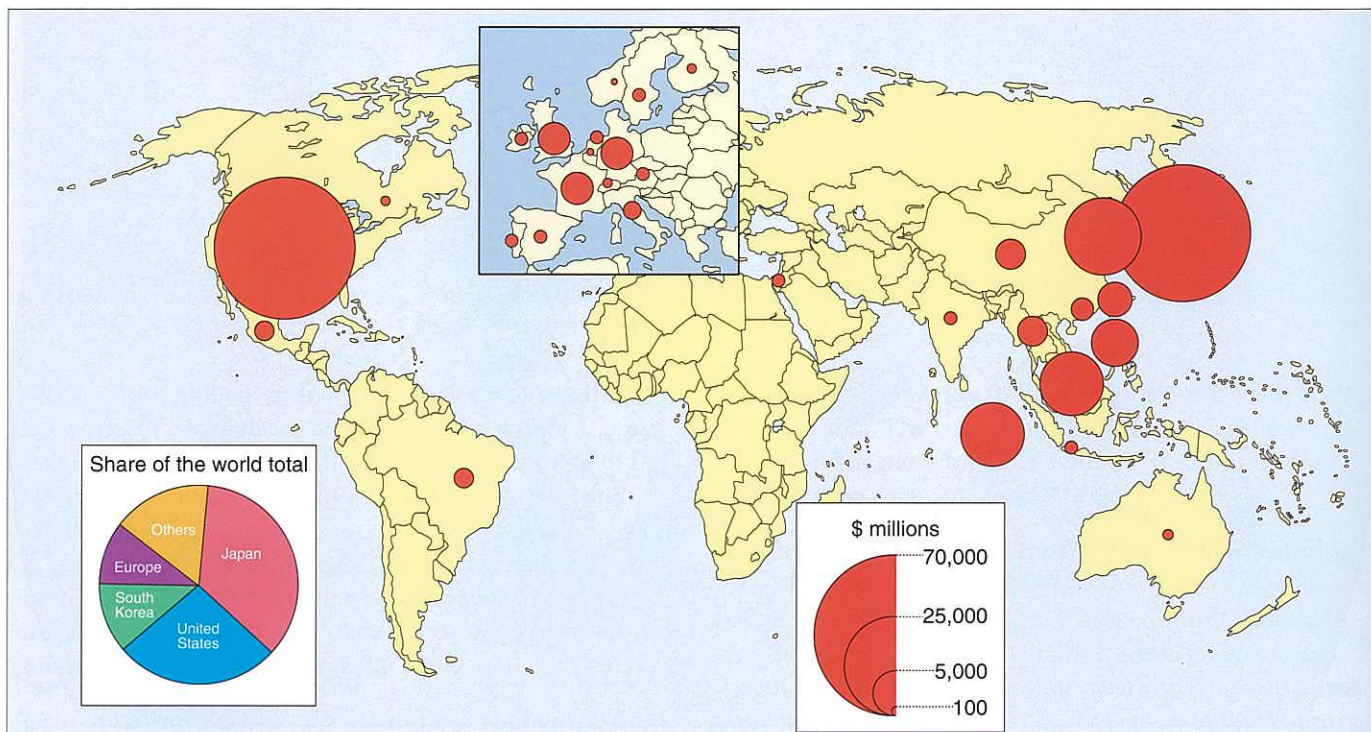 Share of the world total
Others
Japan
Europe
South
Korea
United
States
$ millions
70,000
25,000
5,000
100